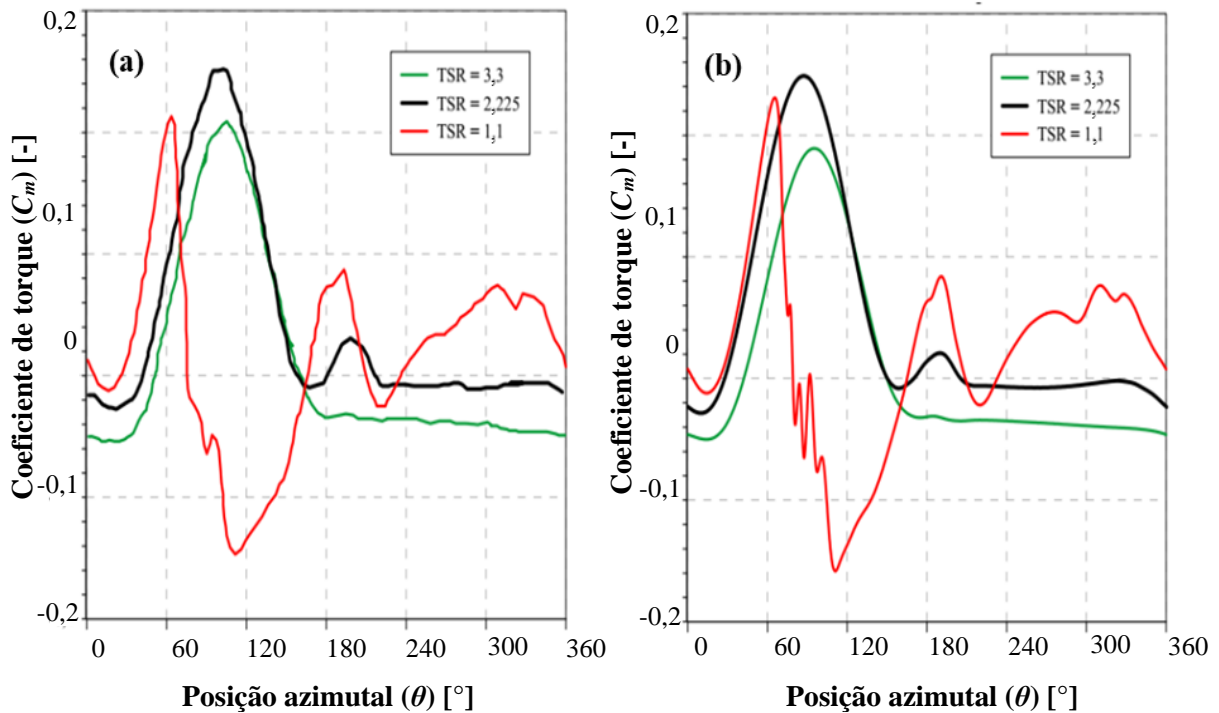 (a)
TSR = 3,3
TSR = 2,225
TSR = 1,1
Coeficiente de torque (Cm) [-]
0,2
0,1
0
-0,1
-0,2
0 60 120 180 240 300 360
Posição azimutal (θ) [°]
(b)
TSR = 3,3
TSR = 2,225
TSR = 1,1
Coeficiente de torque (Cm) [-]
0,2
0,1
0
-0,1
-0,2
0 60 120 180 240 300 360
Posição azimutal (θ) [°]